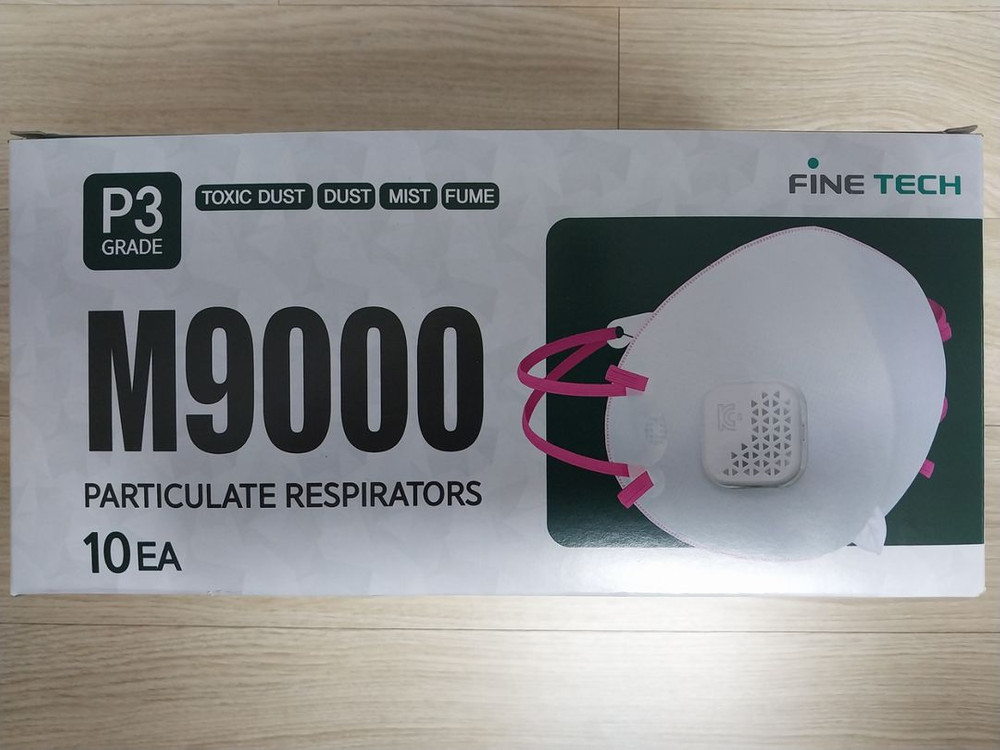 P3
GRADE
TOXIC DUST DUST MIST FUME
FINE TECH
M9000
PARTICULATE RESPIRATORS
10 EA